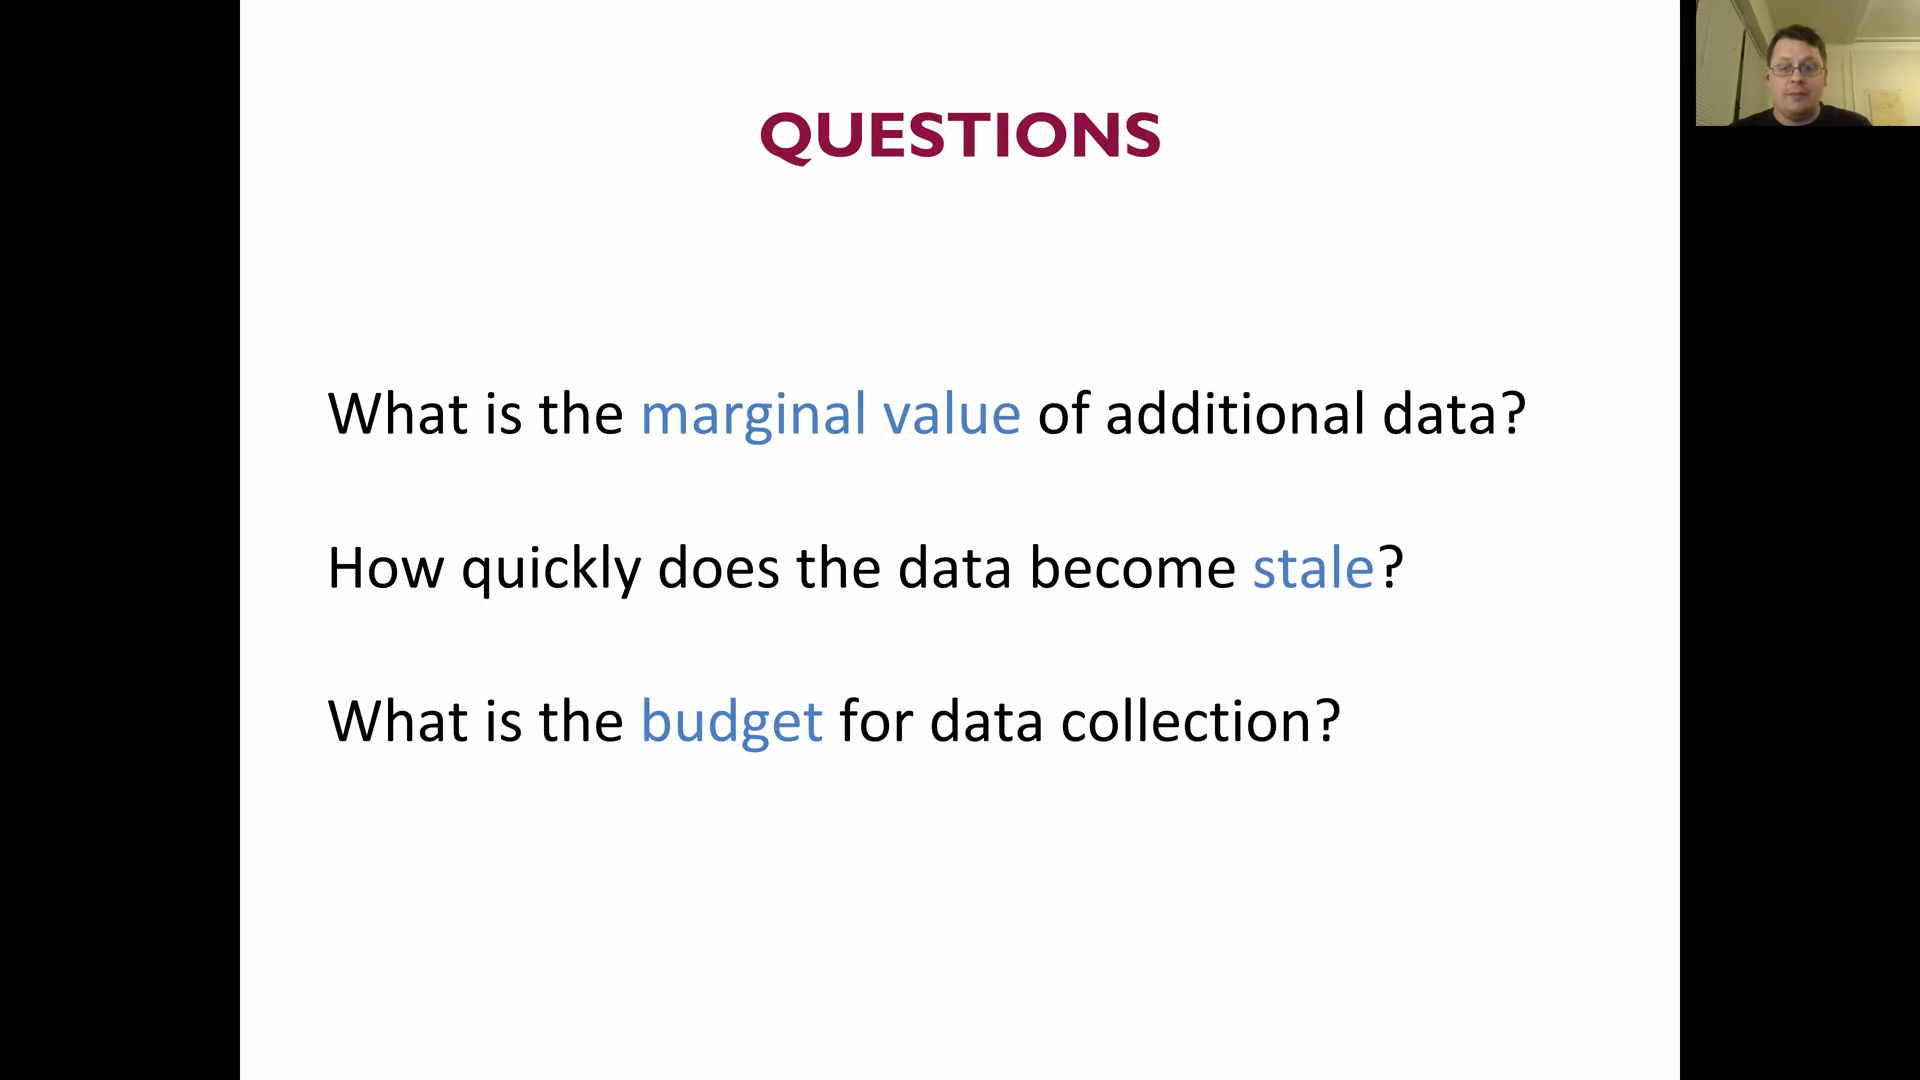 QUESTIONS
What is the marginal value of additional data?
How quickly does the data become stale?
What is the budget for data collection?